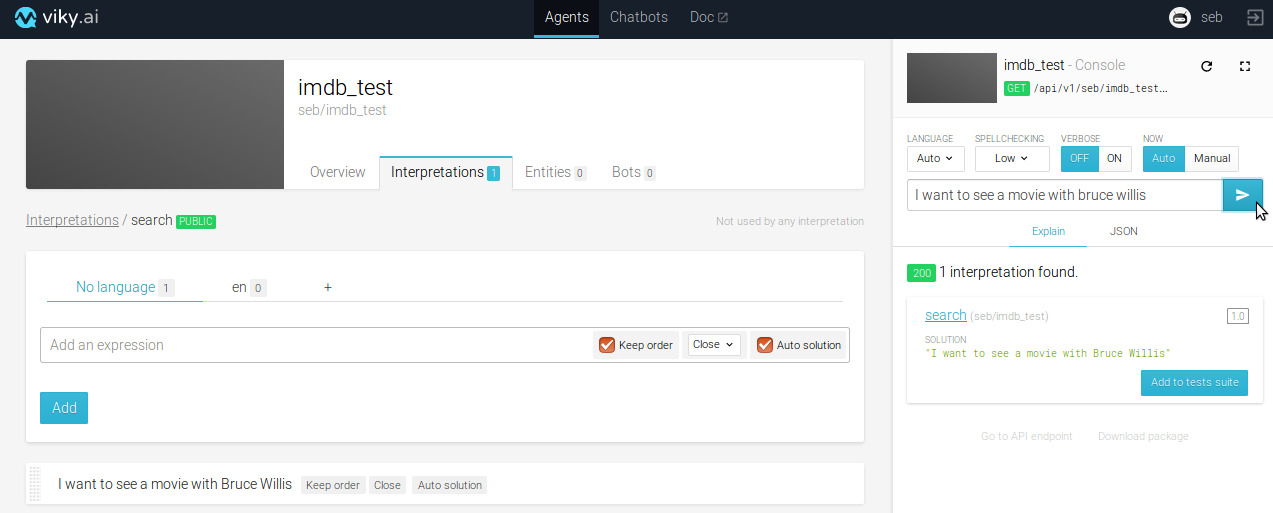 viky.ai Agents Chatbots Doc seb
imdb_test
seb/imdb_test
Overview Interpretations 1 Entities 0 Bots 0
Interpretations / search PUBLIC Not used by any interpretation
No language 1 en 0 +
Add an expression Keep order Close Auto solution
Add
I want to see a movie with Bruce Willis Keep order Close Auto solution
imdb_test - Console
GET /api/v1/seb/imdb_test...
LANGUAGE SPELLCHECKING VERBOSE NOW
Auto Low OFF ON Auto Manual
I want to see a movie with bruce willis
Explain JSON
200 1 interpretation found.
search (seb/imdb_test) 1.0
SOLUTION
"I want to see a movie with Bruce Willis"
Add to tests suite
Go to API endpoint Download package